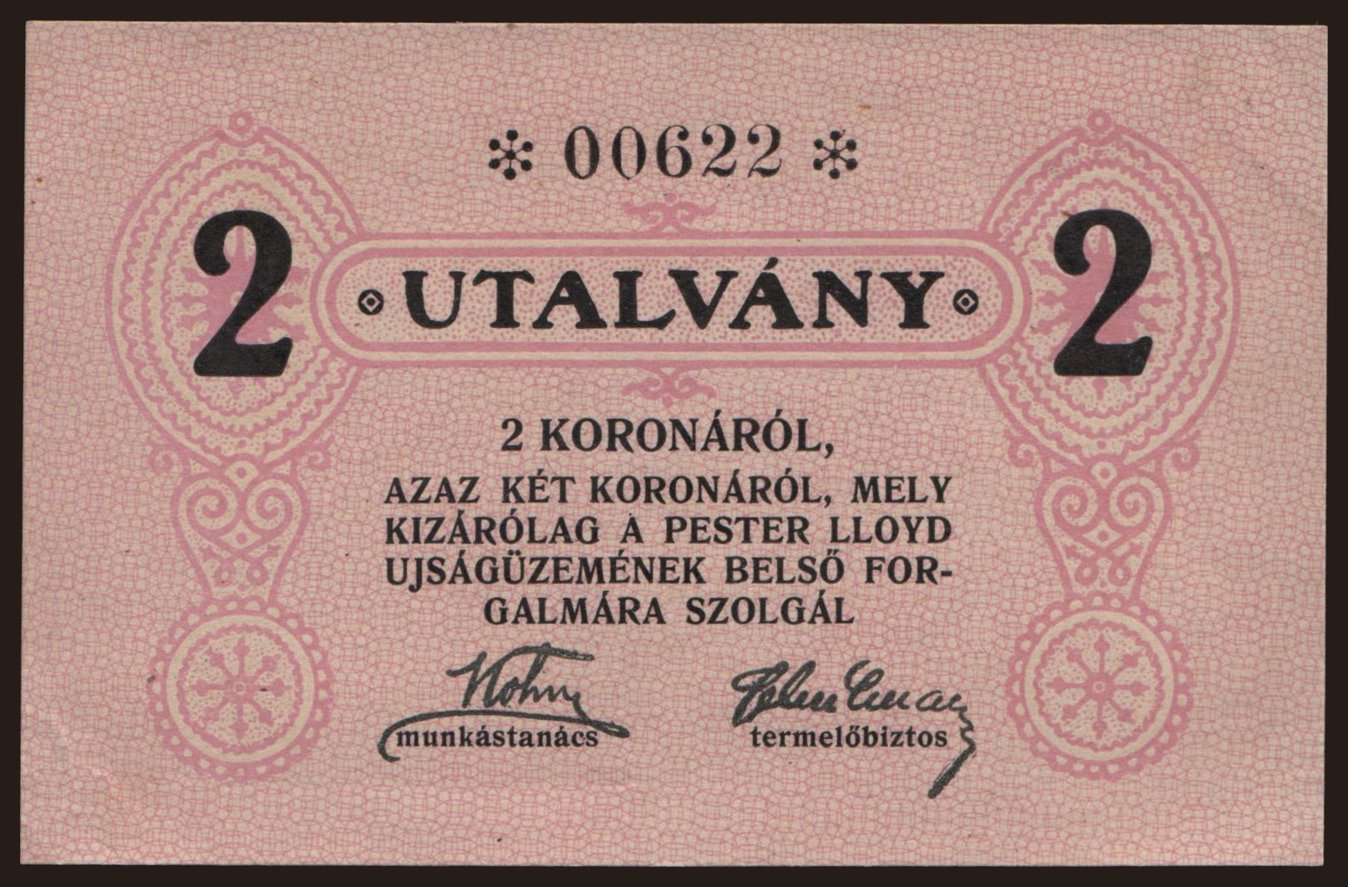 * 00622 *
2 UTALVÁNY 2
2 KORONÁRÓL,
AZAZ KÉT KORONÁRÓL, MELY
KIZÁRÓLAG A PESTER LLOYD
UJSÁGÜZEMÉNEK BELSŐ FOR-
GALMÁRA SZOLGÁL
munkástanács termelőbiztos